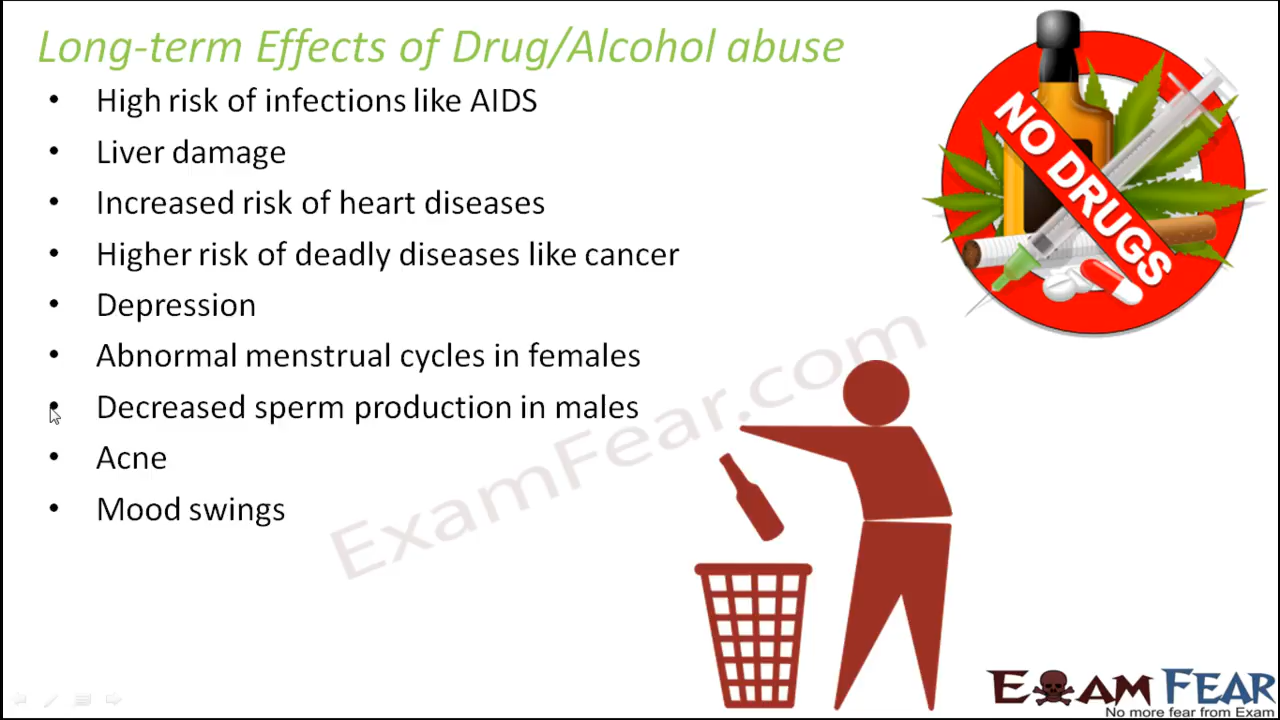 Long-term Effects of Drug/Alcohol abuse
• High risk of infections like AIDS
• Liver damage
• Increased risk of heart diseases
• Higher risk of deadly diseases like cancer
• Depression
• Abnormal menstrual cycles in females
• Decreased sperm production in males
• Acne
• Mood swings
NO DRUGS
ExamFear.com
EXAM FEAR
No more fear from Exam